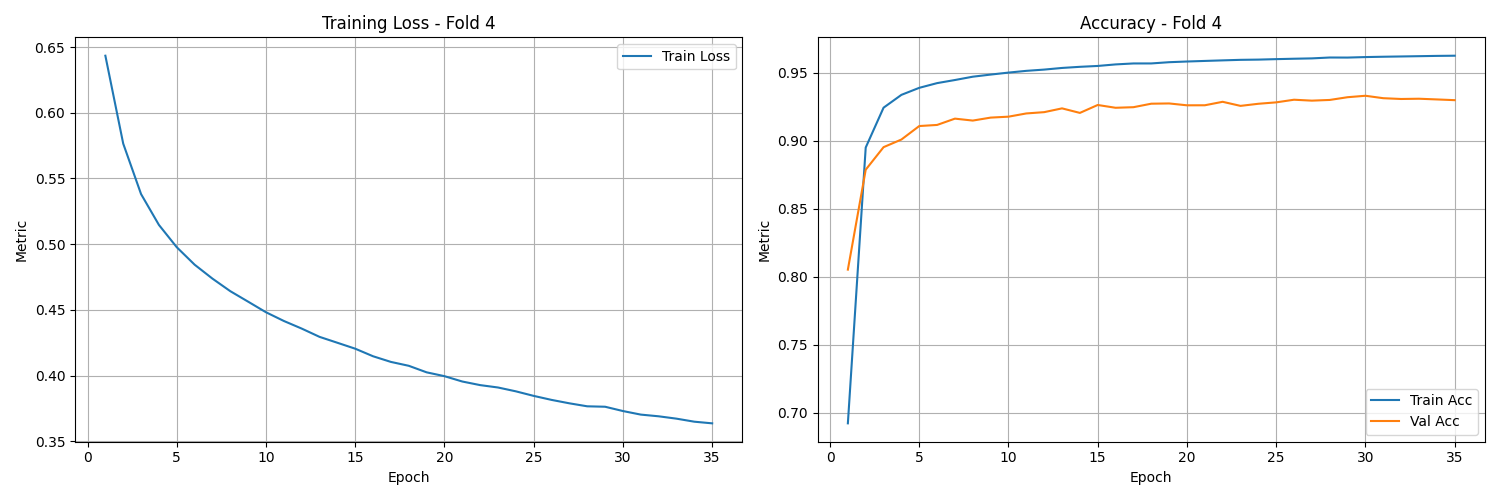 Training Loss - Fold 4
Metric
0.65
0.60
0.55
0.50
0.45
0.40
0.35
Train Loss
0 5 10 15 20 25 30 35
Epoch
Accuracy - Fold 4
Metric
0.95
0.90
0.85
0.80
0.75
0.70
Train Acc
Val Acc
0 5 10 15 20 25 30 35
Epoch